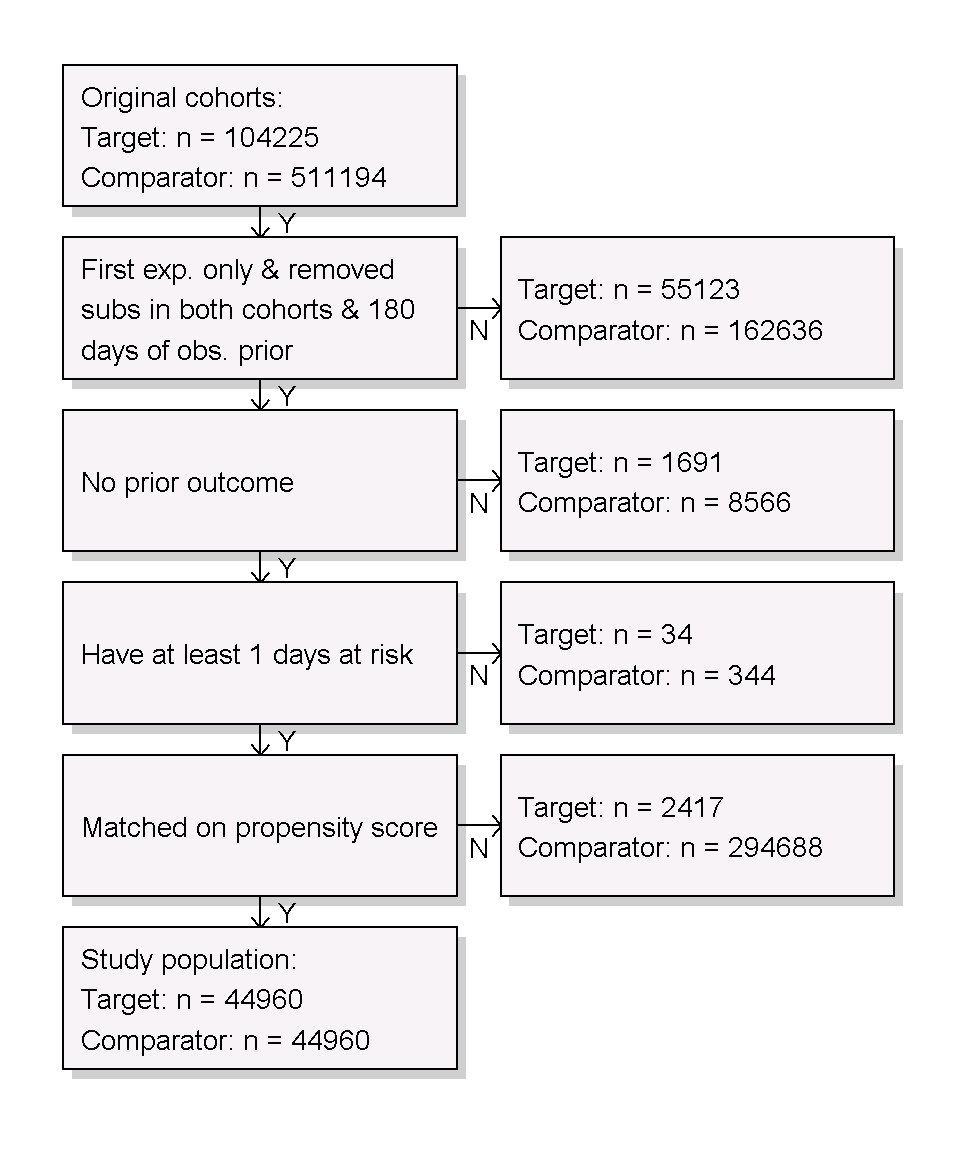 Original cohorts:
Target: n = 104225
Comparator: n = 511194
Y
First exp. only & removed
subs in both cohorts & 180
days of obs. prior
N
Target: n = 55123
Comparator: n = 162636
Y
No prior outcome
N
Target: n = 1691
Comparator: n = 8566
Y
Have at least 1 days at risk
N
Target: n = 34
Comparator: n = 344
Y
Matched on propensity score
N
Target: n = 2417
Comparator: n = 294688
Y
Study population:
Target: n = 44960
Comparator: n = 44960